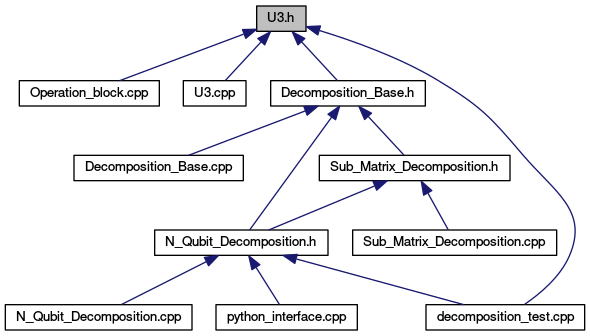 U3.h
Operation_block.cpp
U3.cpp
Decomposition_Base.h
Decomposition_Base.cpp
Sub_Matrix_Decomposition.h
N_Qubit_Decomposition.h
Sub_Matrix_Decomposition.cpp
N_Qubit_Decomposition.cpp
python_interface.cpp
decomposition_test.cpp